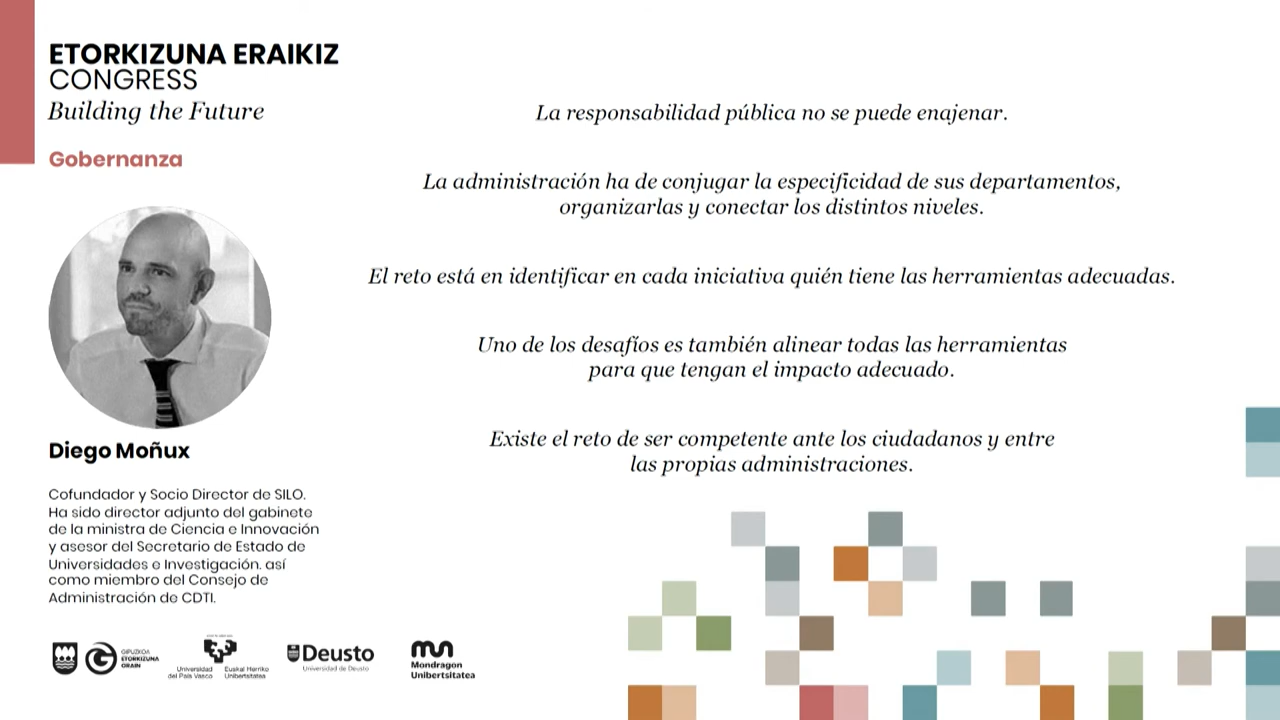 ETORKIZUNA ERAIKIZ
CONGRESS
Building the Future
Gobernanza
La responsabilidad pública no se puede enajenar.
La administración ha de conjugar la especificidad de sus departamentos,
organizarlas y conectar los distintos niveles.
El reto está en identificar en cada iniciativa quién tiene las herramientas adecuadas.
Uno de los desafíos es también alinear todas las herramientas
para que tengan el impacto adecuado.
Existe el reto de ser competente ante los ciudadanos y entre
las propias administraciones.
Diego Moñux
Cofundador y Socio Director de SILO.
Ha sido director adjunto del gabinete
de la ministra de Ciencia e Innovación
y asesor del Secretario de Estado de
Universidades e Investigación. así
como miembro del Consejo de
Administración de CDTI.
GIPUZKOA
ETORKIZUNA
ORAIN
Universidad
del País Vasco
Euskal Herriko
Unibertsitatea
Deusto
Universidad de Deusto
Mondragon
Unibertsitatea